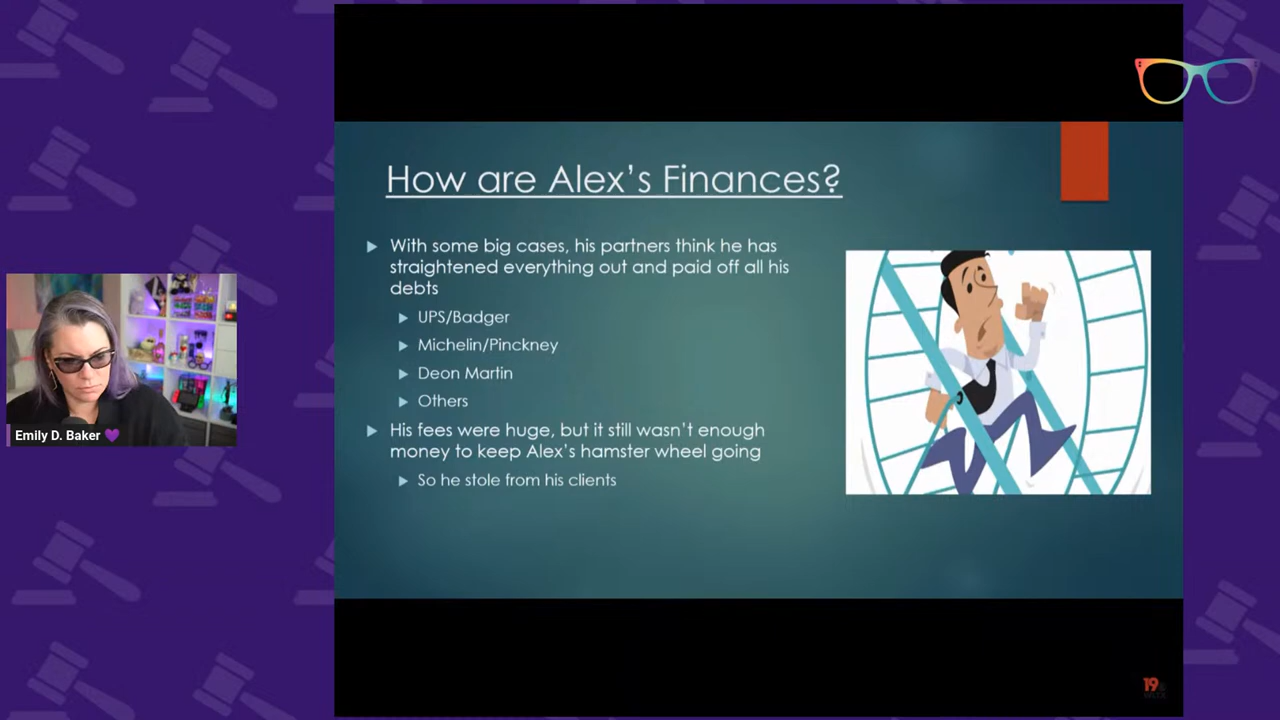 How are Alex's Finances?
With some big cases, his partners think he has
straightened everything out and paid off all his
debts
UPS/Badger
Michelin/Pinckney
Deon Martin
Others
His fees were huge, but it still wasn't enough
money to keep Alex's hamster wheel going
So he stole from his clients
Emily D. Baker 💜
19